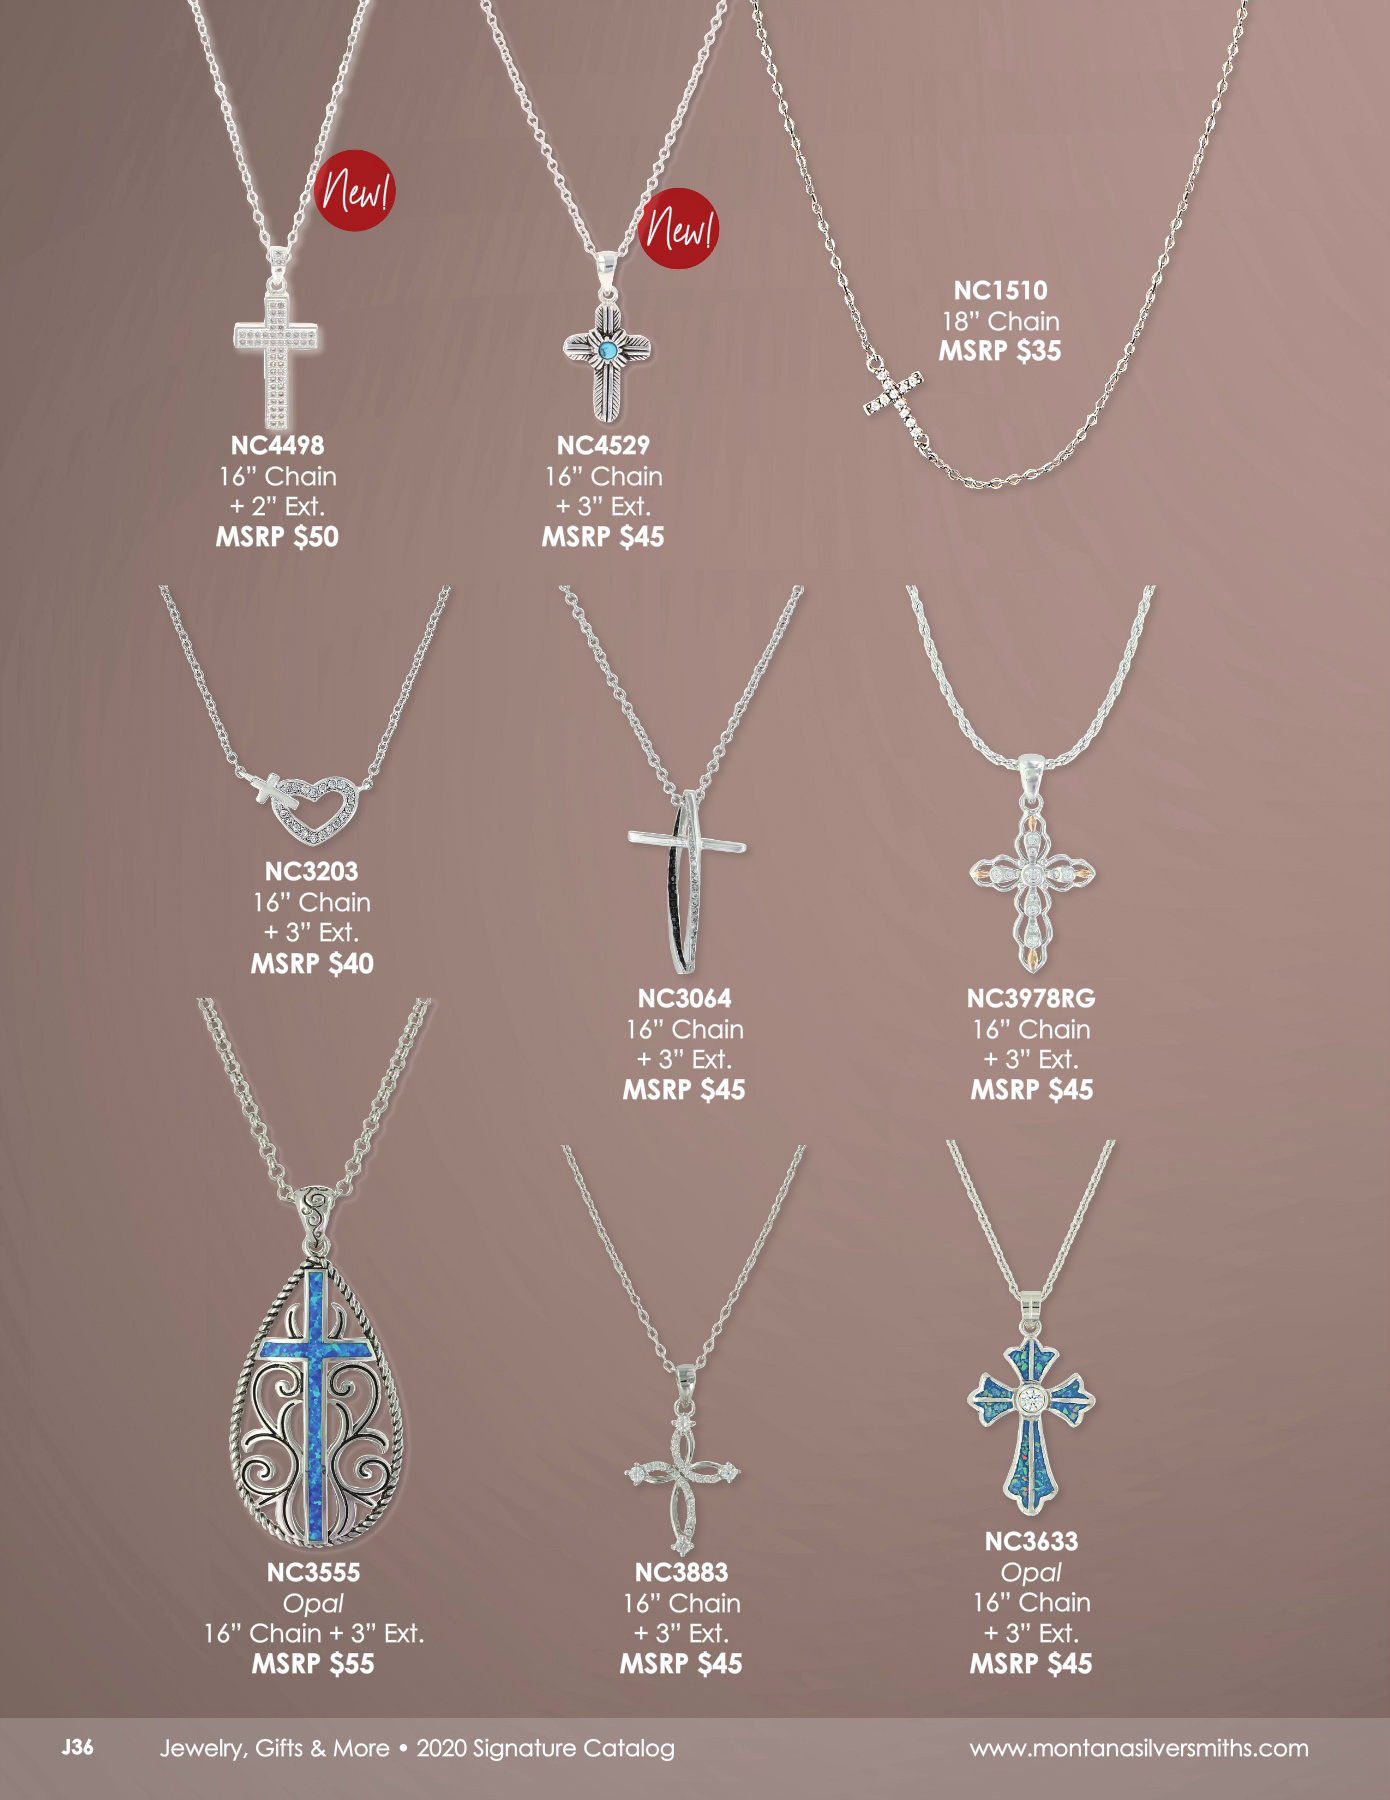 New!
New!
NC4498
16” Chain
+ 2” Ext.
MSRP $50
NC4529
16” Chain
+ 3” Ext.
MSRP $45
NC1510
18” Chain
MSRP $35
NC3203
16” Chain
+ 3” Ext.
MSRP $40
NC3064
16” Chain
+ 3” Ext.
MSRP $45
NC3978RG
16” Chain
+ 3” Ext.
MSRP $45
NC3555
Opal
16” Chain + 3” Ext.
MSRP $55
NC3883
16” Chain
+ 3” Ext.
MSRP $45
NC3633
Opal
16” Chain
+ 3” Ext.
MSRP $45
J36 Jewelry, Gifts & More • 2020 Signature Catalog www.montanasilversmiths.com